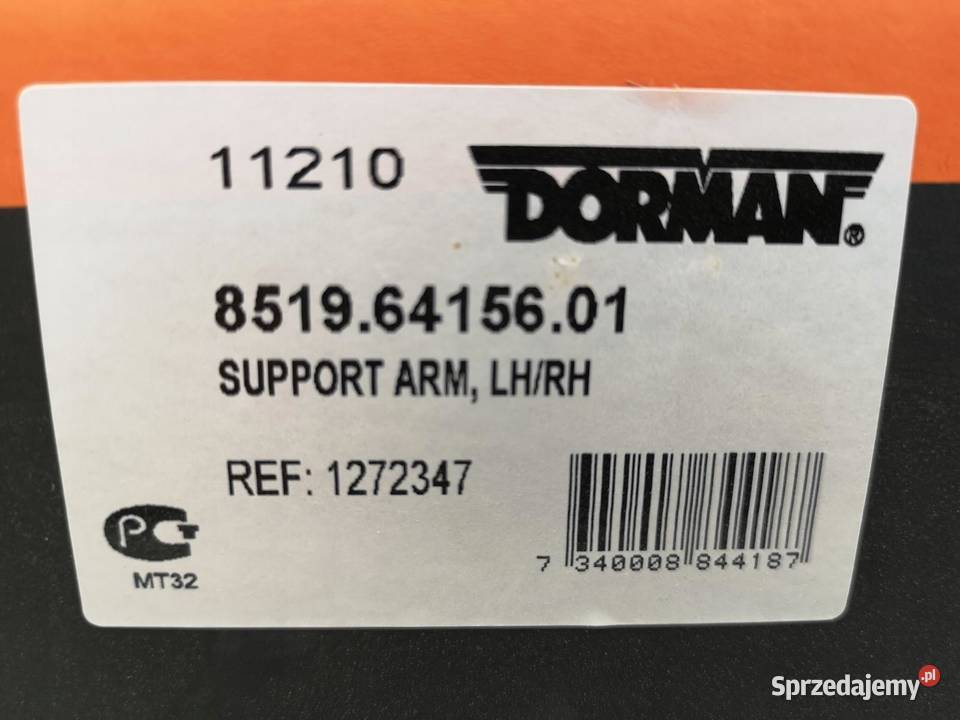 11210
DORMAN®
8519.64156.01
SUPPORT ARM, LH/RH
REF: 1272347
PCT
MT32
7 340008 844187
Sprzedajemy.pl